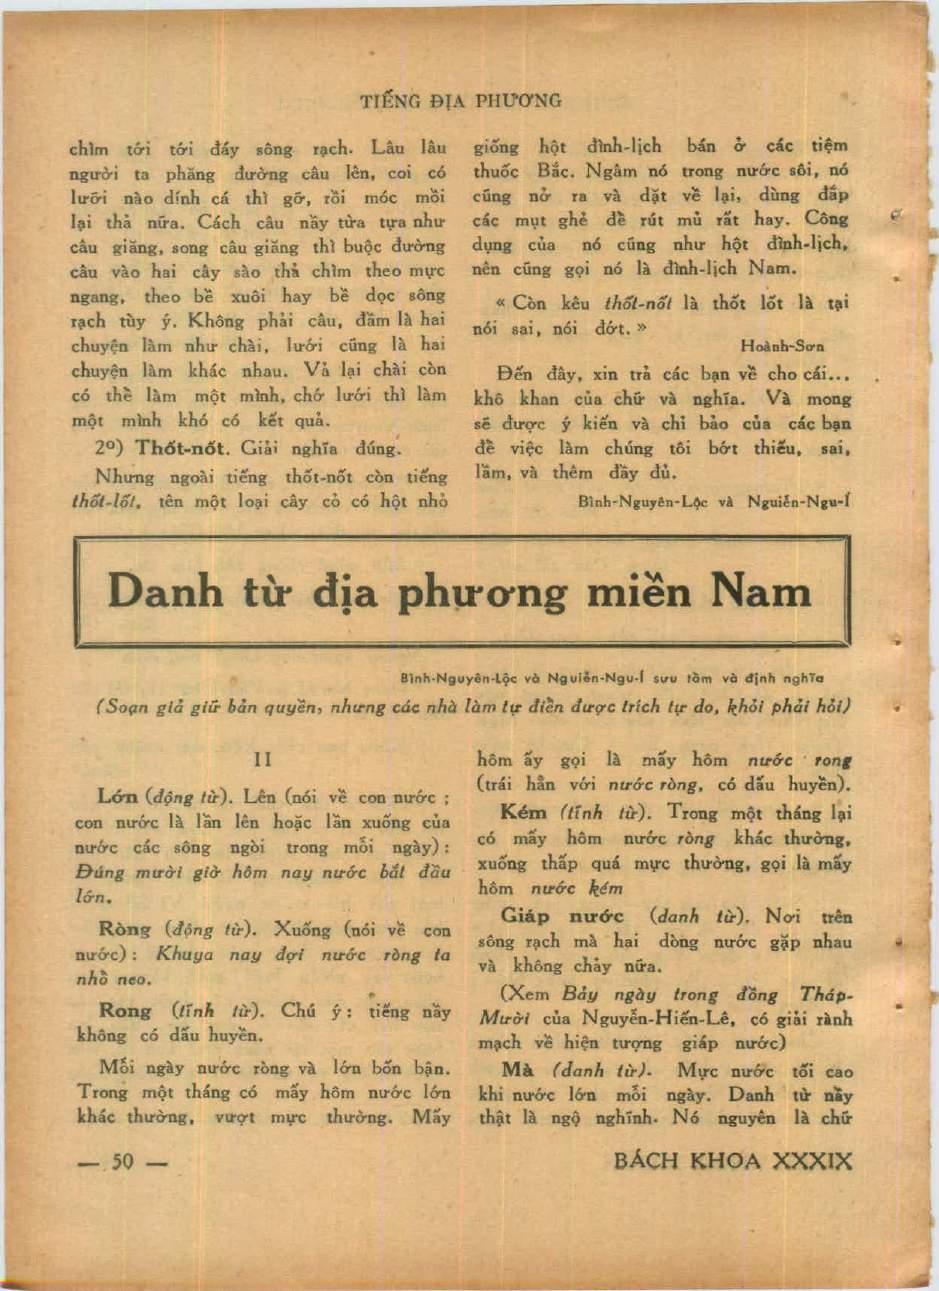 TIẾNG ĐỊA PHƯƠNG
chìm tới tới đáy sông rạch. Lâu lâu
người ta phăng đường câu lên, coi có
lưỡi nào dính cá thì gỡ, rồi móc mồi
lại thả nữa. Cách câu nầy tửa tựa như
câu giăng, song câu giăng thì buộc đường
câu vào hai cây sào thả chìm theo mực
ngang, theo bề xuôi hay bề dọc sông
rạch tùy ý. Không phải câu, đầm là hai
chuyện làm như chài, lưới cũng là hai
chuyện làm khác nhau. Vả lại chài còn
có thể làm một mình, chớ lưới thì làm
một mình khó có kết quả.
2º) Thốt-nốt. Giải nghĩa đúng.
Nhưng ngoài tiếng thốt-nốt còn tiếng
thốt-lốt, tên một loại cây cỏ có hột nhỏ
giống hột đình-lịch bán ở các tiệm
thuốc Bắc. Ngâm nó trong nước sôi, nó
cũng nở ra và dặt vẽ lại, dùng đắp
các mụt ghẻ để rút mủ rất hay. Công
dụng của nó cũng như hột đình-lịch,
nên cũng gọi nó là đình-lịch Nam.
« Còn kêu thốt-nốt là thốt lốt là tại
nói sai, nói đớt. »
Hoành-Sơn
Đến đây, xin trả các bạn về cho cái...
khô khan của chữ và nghĩa. Và mong
sẽ được ý kiến và chỉ bảo của các bạn
để việc làm chúng tôi bớt thiếu, sai,
lầm, và thêm đầy đủ.
Bình-Nguyên-Lộc và Nguiễn-Ngu-Í
Danh từ địa phương miền Nam
Bình-Nguyên-Lộc và Nguiễn-Ngu-Í sưu tầm và định nghĩa
(Soạn giả giữ bản quyền, nhưng các nhà làm tự điển được trích tự do, khỏi phải hỏi)
II
Lớn (động từ). Lên (nói về con nước ;
con nước là lần lên hoặc lần xuống của
nước các sông ngòi trong mỗi ngày) :
Đúng mười giờ hôm nay nước bắt đầu
lớn.
Ròng (động từ). Xuống (nói về con
nước) : Khuya nay đợi nước ròng ta
nhổ neo.
Rong (tĩnh từ). Chú ý : tiếng nầy
không có dấu huyền.
Mỗi ngày nước ròng và lớn bốn bận.
Trong một tháng có mấy hôm nước lớn
khác thường, vượt mực thường. Mấy
hôm ấy gọi là mấy hôm nước rong
(trái hẳn với nước ròng, có dấu huyền).
Kém (tĩnh từ). Trong một tháng lại
có mấy hôm nước ròng khác thường,
xuống thấp quá mực thường, gọi là mấy
hôm nước kém
Giáp nước (danh từ). Nơi trên
sông rạch mà hai dòng nước gặp nhau
và không chảy nữa.
(Xem Bảy ngày trong đồng Tháp-
Mười của Nguyễn-Hiến-Lê, có giải rành
mạch về hiện tượng giáp nước)
Mà (danh từ). Mực nước tối cao
khi nước lớn mỗi ngày. Danh từ nầy
thật là ngộ nghĩnh. Nó nguyên là chữ
— 50 —
BÁCH KHOA XXXIX